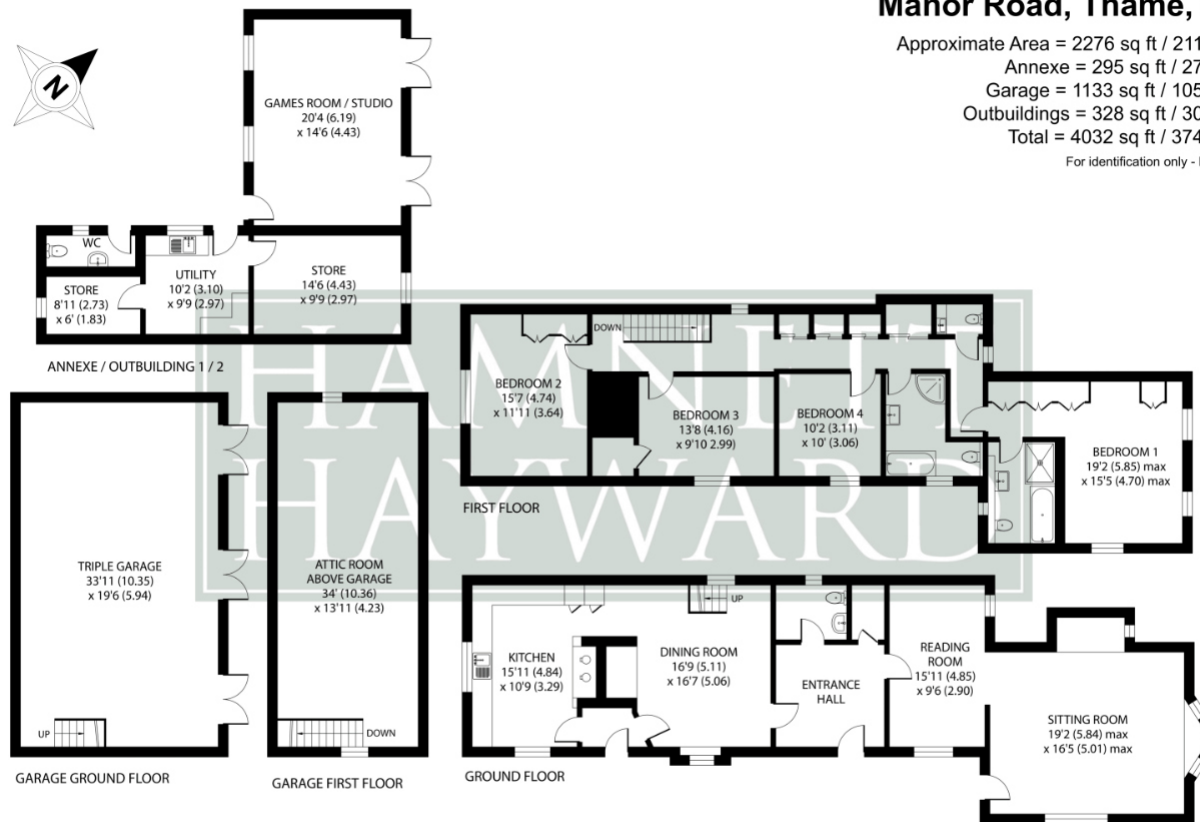 Manor Road, Thame,
Approximate Area = 2276 sq ft / 211
Annexe = 295 sq ft / 27
Garage = 1133 sq ft / 105
Outbuildings = 328 sq ft / 30
Total = 4032 sq ft / 374
For identification only -
N
GAMES ROOM / STUDIO
20'4 (6.19)
x 14'6 (4.43)
WC
STORE
8'11 (2.73)
x 6' (1.83)
UTILITY
10'2 (3.10)
x 9'9 (2.97)
STORE
14'6 (4.43)
x 9'9 (2.97)
ANNEXE / OUTBUILDING 1 / 2
HAMNETT
HAYWARD
DOWN
BEDROOM 2
15'7 (4.74)
x 11'11 (3.64)
BEDROOM 3
13'8 (4.16)
x 9'10 2.99)
BEDROOM 4
10'2 (3.11)
x 10' (3.06)
BEDROOM 1
19'2 (5.85) max
x 15'5 (4.70) max
FIRST FLOOR
TRIPLE GARAGE
33'11 (10.35)
x 19'6 (5.94)
UP
GARAGE GROUND FLOOR
ATTIC ROOM
ABOVE GARAGE
34' (10.36)
x 13'11 (4.23)
DOWN
GARAGE FIRST FLOOR
KITCHEN
15'11 (4.84)
x 10'9 (3.29)
UP
DINING ROOM
16'9 (5.11)
x 16'7 (5.06)
ENTRANCE
HALL
READING
ROOM
15'11 (4.85)
x 9'6 (2.90)
SITTING ROOM
19'2 (5.84) max
x 16'5 (5.01) max
GROUND FLOOR